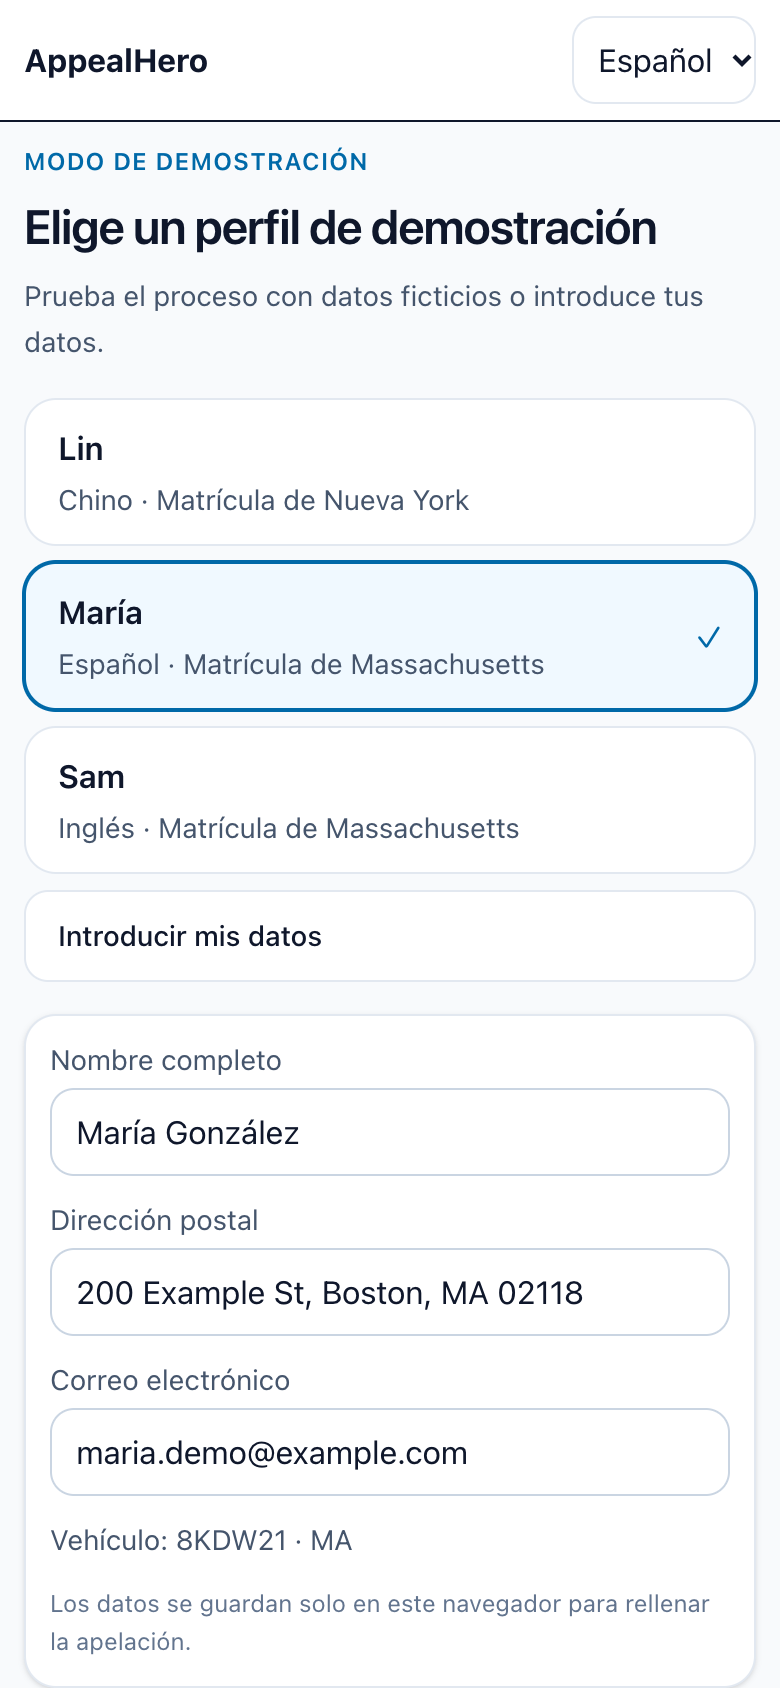 AppealHero
Español
MODO DE DEMOSTRACIÓN
Elige un perfil de demostración
Prueba el proceso con datos ficticios o introduce tus
datos.
Lin
Chino · Matrícula de Nueva York
María
Español · Matrícula de Massachusetts
Sam
Inglés · Matrícula de Massachusetts
Introducir mis datos
Nombre completo
María González
Dirección postal
200 Example St, Boston, MA 02118
Correo electrónico
maria.demo@example.com
Vehículo: 8KDW21 · MA
Los datos se guardan solo en este navegador para rellenar
la apelación.